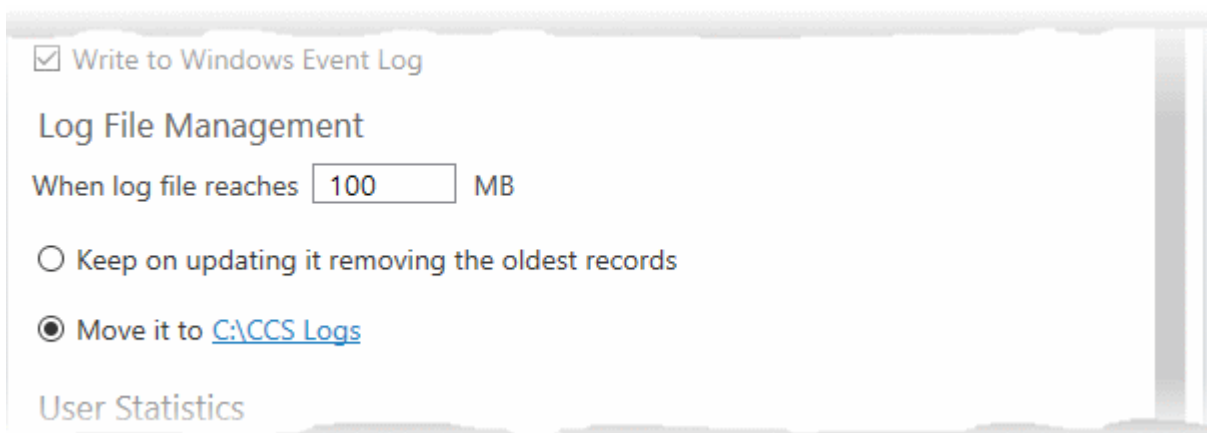 Write to Windows Event Log
Log File Management
When log file reaches 100 MB
Keep on updating it removing the oldest records
Move it to C:\CCS Logs
User Statistics